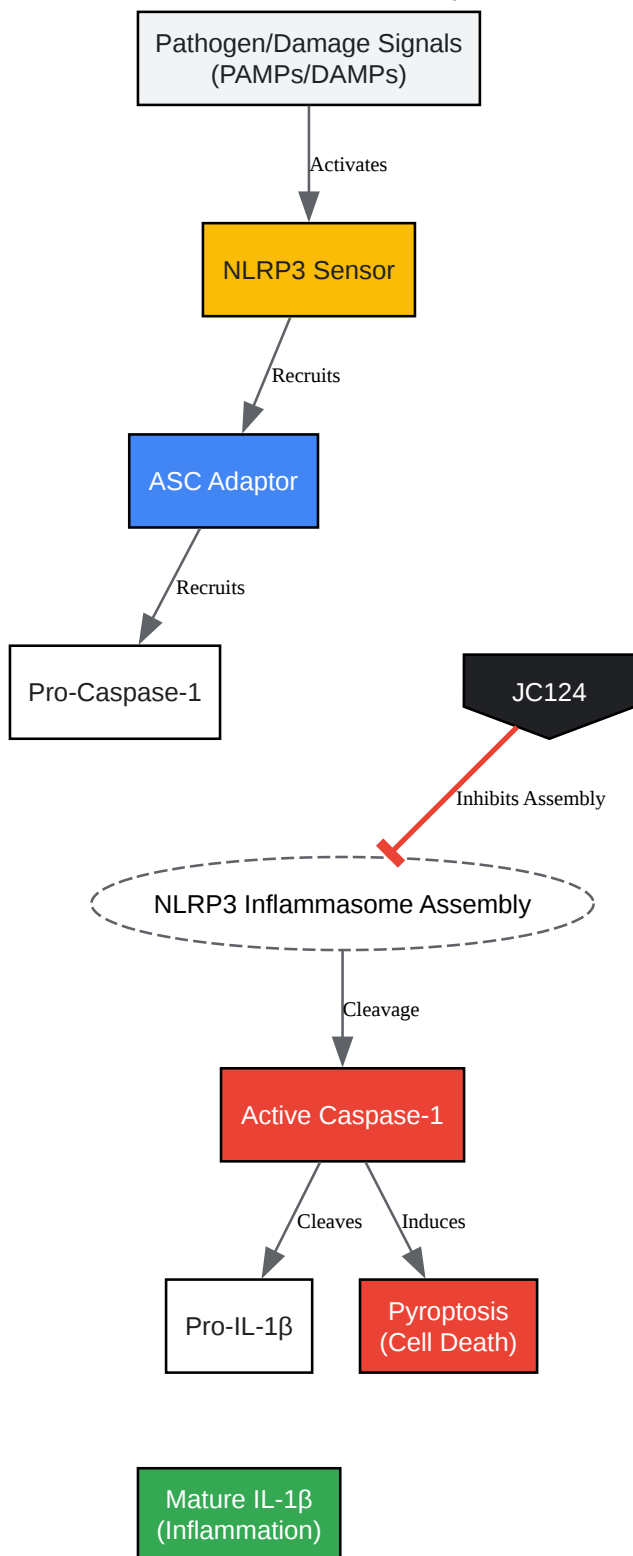 Pathogen/Damage Signals
(PAMPs/DAMPs)
Activates
NLRP3 Sensor
Recruits
ASC Adaptor
Recruits
Pro-Caspase-1
JC124
Inhibits Assembly
NLRP3 Inflammasome Assembly
Cleavage
Active Caspase-1
Cleaves
Induces
Pro-IL-1β
Pyroptosis
(Cell Death)
Mature IL-1β
(Inflammation)